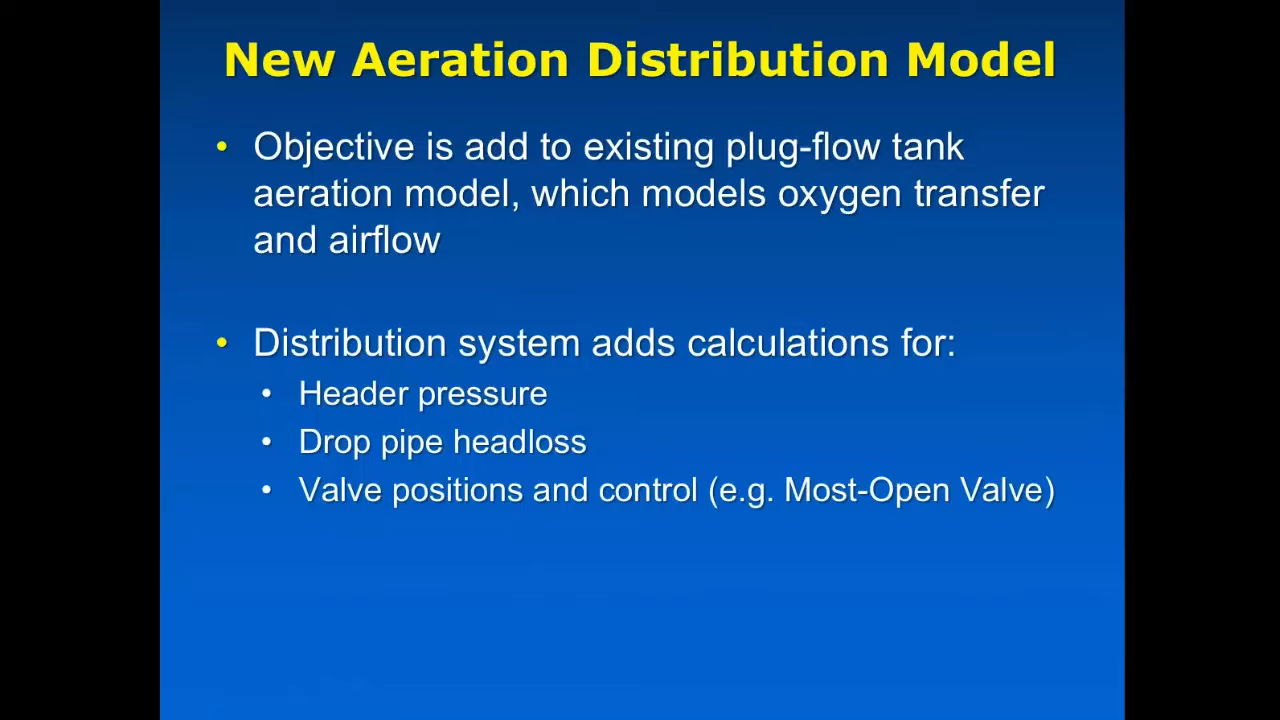 New Aeration Distribution Model
• Objective is add to existing plug-flow tank
aeration model, which models oxygen transfer
and airflow
• Distribution system adds calculations for:
• Header pressure
• Drop pipe headloss
• Valve positions and control (e.g. Most-Open Valve)